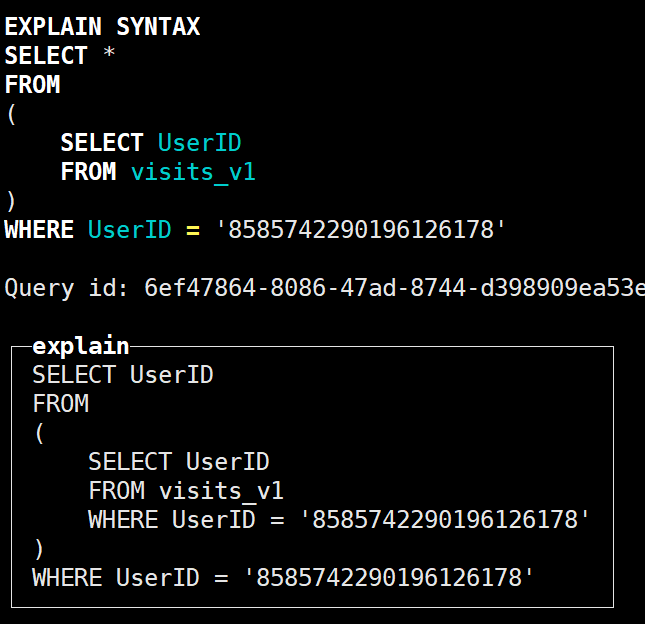 EXPLAIN SYNTAX
SELECT *
FROM
(
    SELECT UserID
    FROM visits_v1
)
WHERE UserID = '8585742290196126178'
Query id: 6ef47864-8086-47ad-8744-d398909ea53e
explain
SELECT UserID
FROM
(
    SELECT UserID
    FROM visits_v1
    WHERE UserID = '8585742290196126178'
)
WHERE UserID = '8585742290196126178'